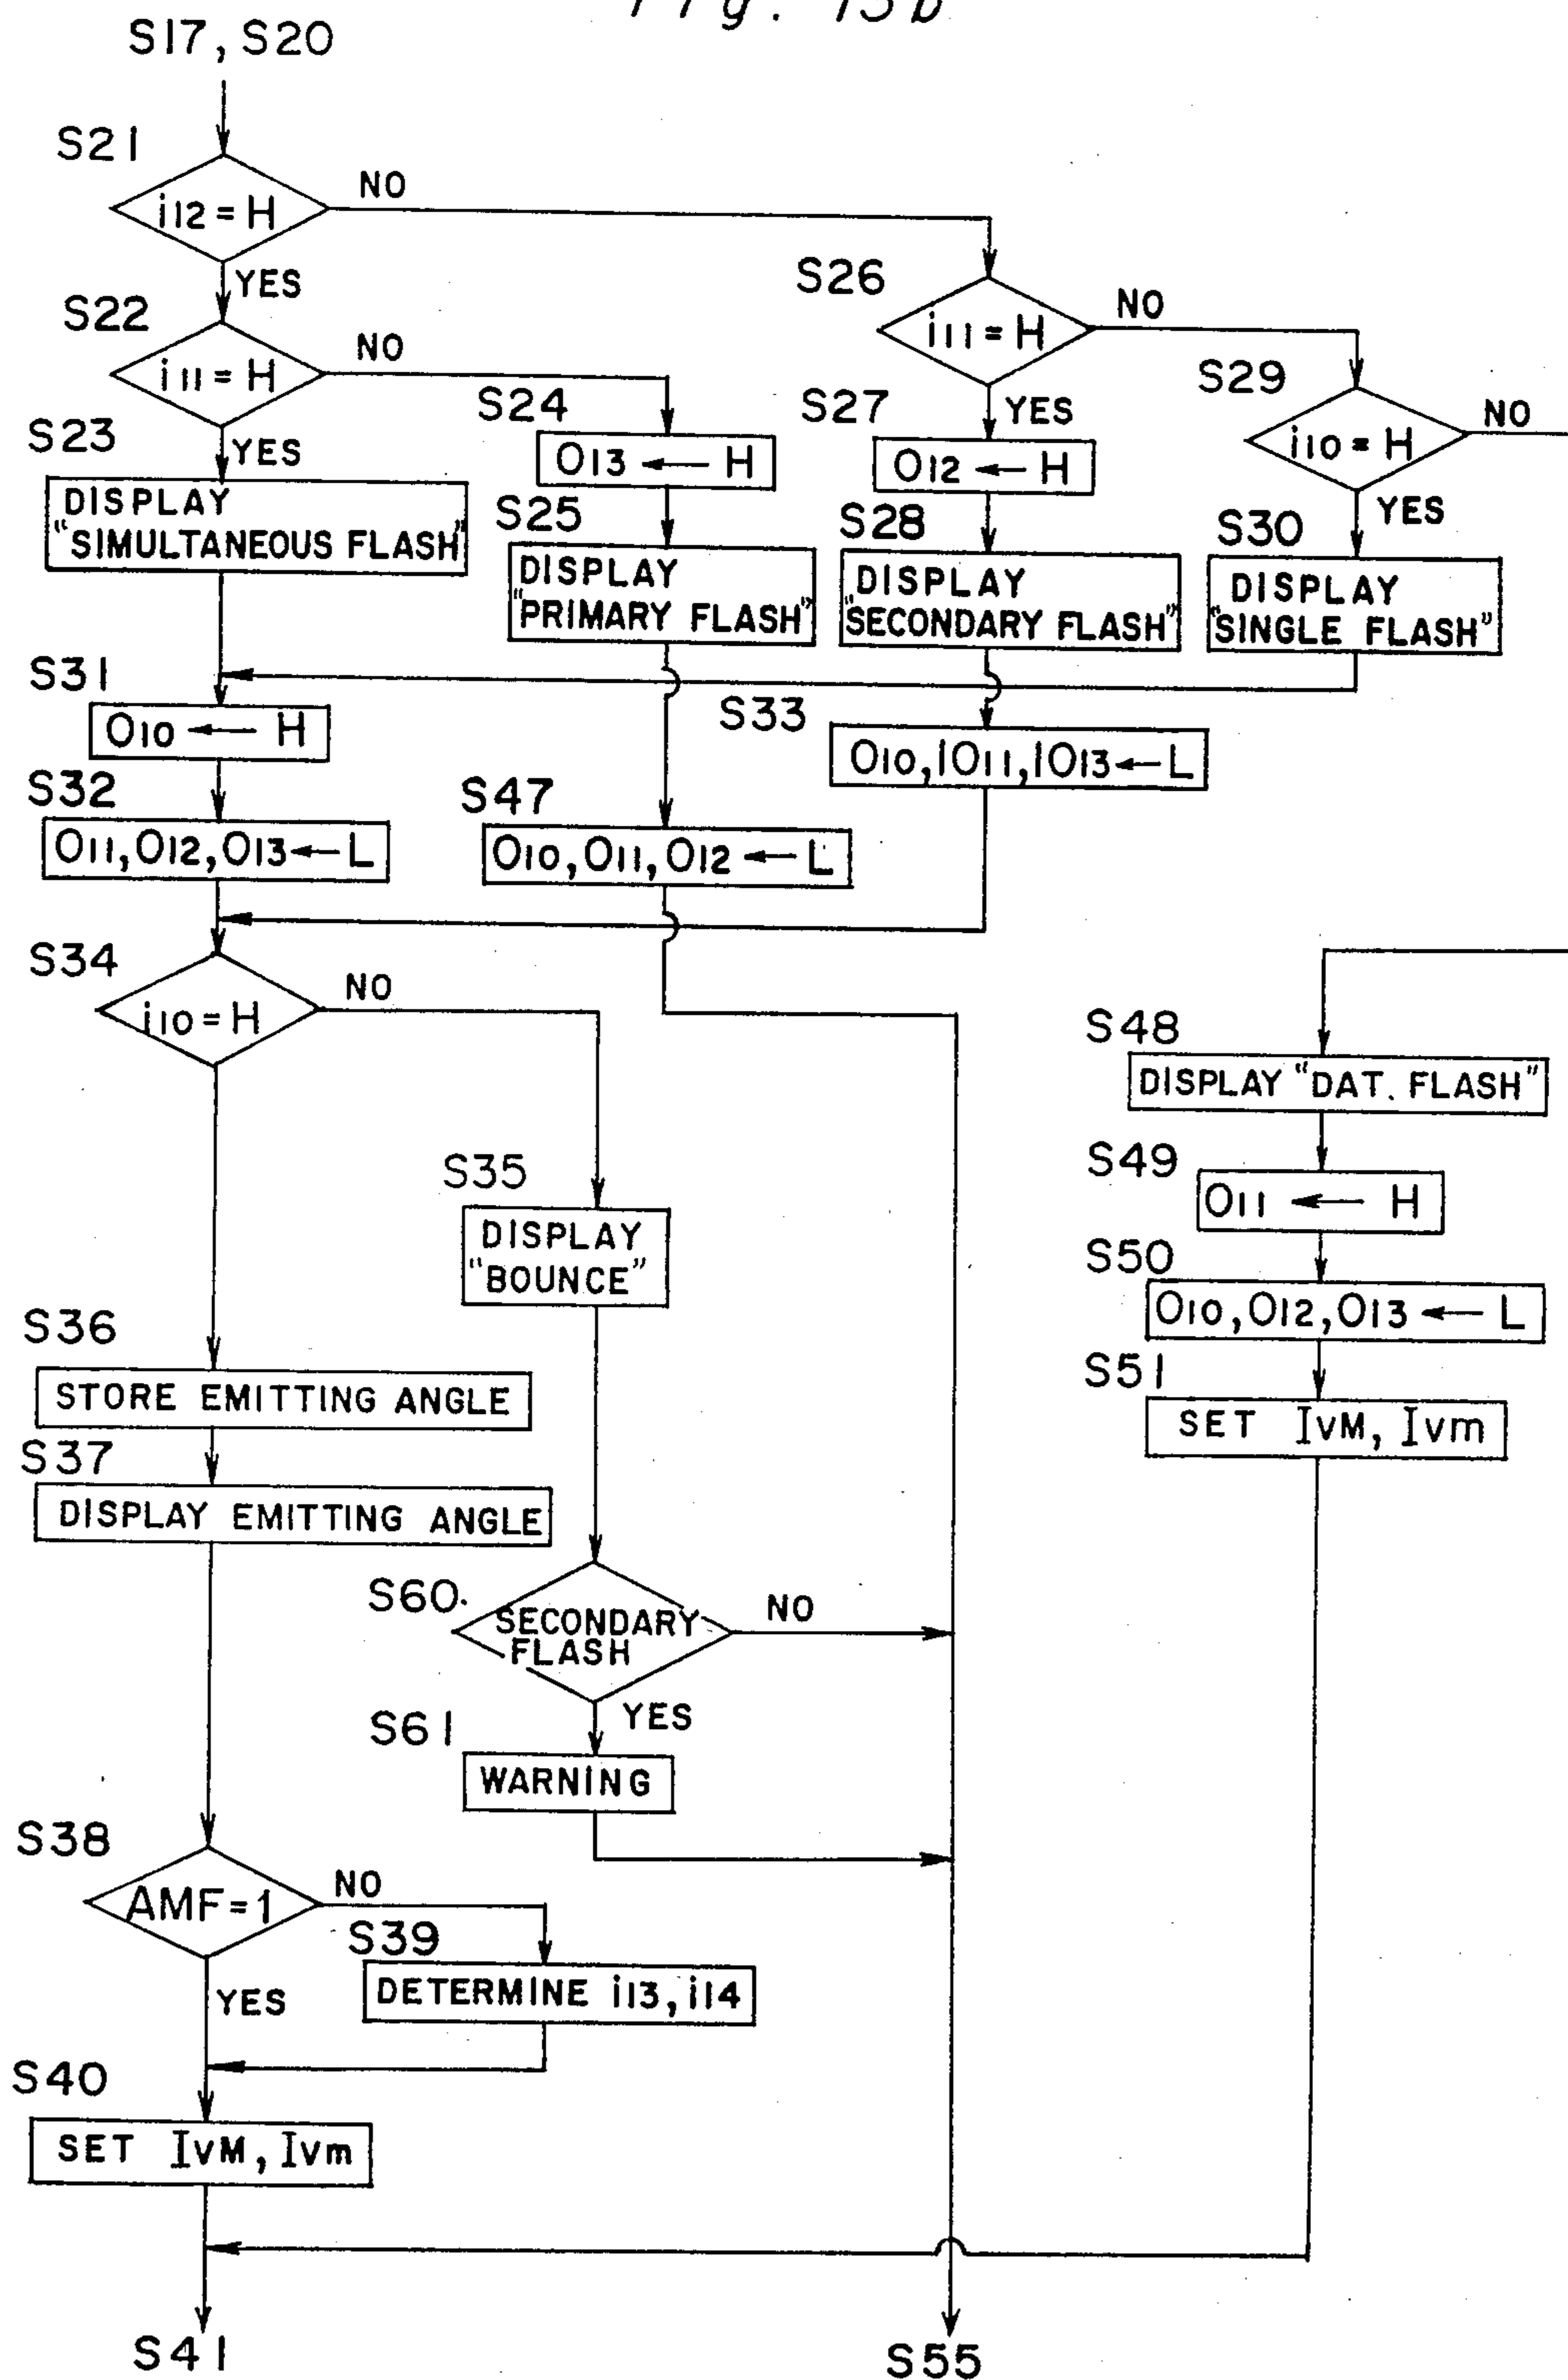 Fig. 13b
S17, S20
S21
i12 = H
NO
YES
S22
i11 = H
NO
YES
S23
DISPLAY
"SIMULTANEOUS FLASH"
S24
O13 ← H
S25
DISPLAY
"PRIMARY FLASH"
S26
i11 = H
NO
YES
S27
O12 ← H
S28
DISPLAY
"SECONDARY FLASH"
S29
i10 = H
NO
YES
S30
DISPLAY
"SINGLE FLASH"
S31
O10 ← H
S32
O11, O12, O13 ← L
S33
O10, IO11, IO13 ← L
S47
O10, O11, O12 ← L
S34
i10 = H
NO
S35
DISPLAY
"BOUNCE"
S36
STORE EMITTING ANGLE
S37
DISPLAY EMITTING ANGLE
S60.
SECONDARY
FLASH
NO
YES
S61
WARNING
S38
AMF = 1
NO
YES
S39
DETERMINE i13, i14
S40
SET IvM, Ivm
S48
DISPLAY "DAT. FLASH"
S49
O11 ← H
S50
O10, O12, O13 ← L
S51
SET IvM, Ivm
S41
S55